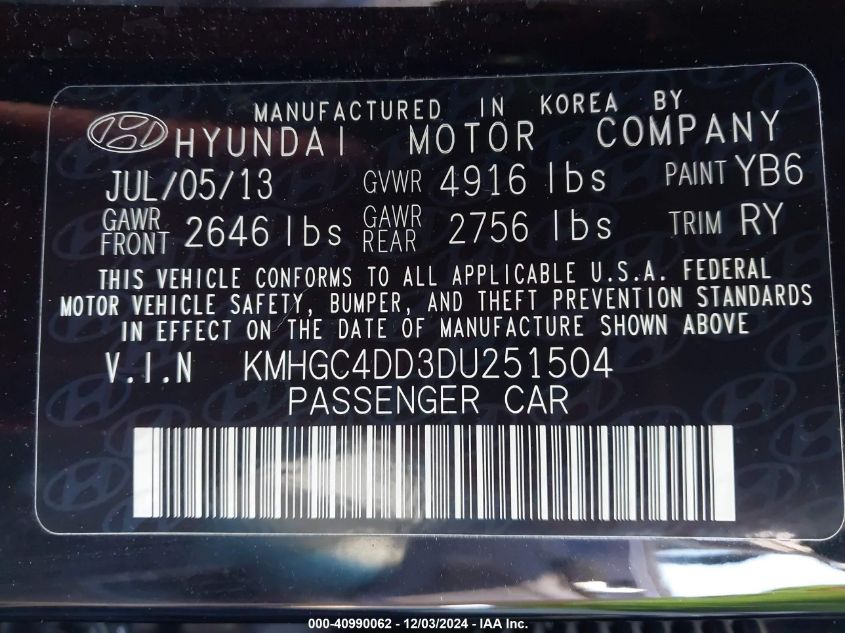 MANUFACTURED IN KOREA BY
HYUNDAI MOTOR COMPANY
JUL/05/13 GVWR 4916 lbs PAINT YB6
GAWR FRONT 2646 lbs GAWR REAR 2756 lbs TRIM RY
THIS VEHICLE CONFORMS TO ALL APPLICABLE U.S.A. FEDERAL
MOTOR VEHICLE SAFETY, BUMPER, AND THEFT PREVENTION STANDARDS
IN EFFECT ON THE DATE OF MANUFACTURE SHOWN ABOVE
V.I.N KMHGC4DD3DU251504
PASSENGER CAR
000-40990062 - 12/03/2024 - IAA Inc.